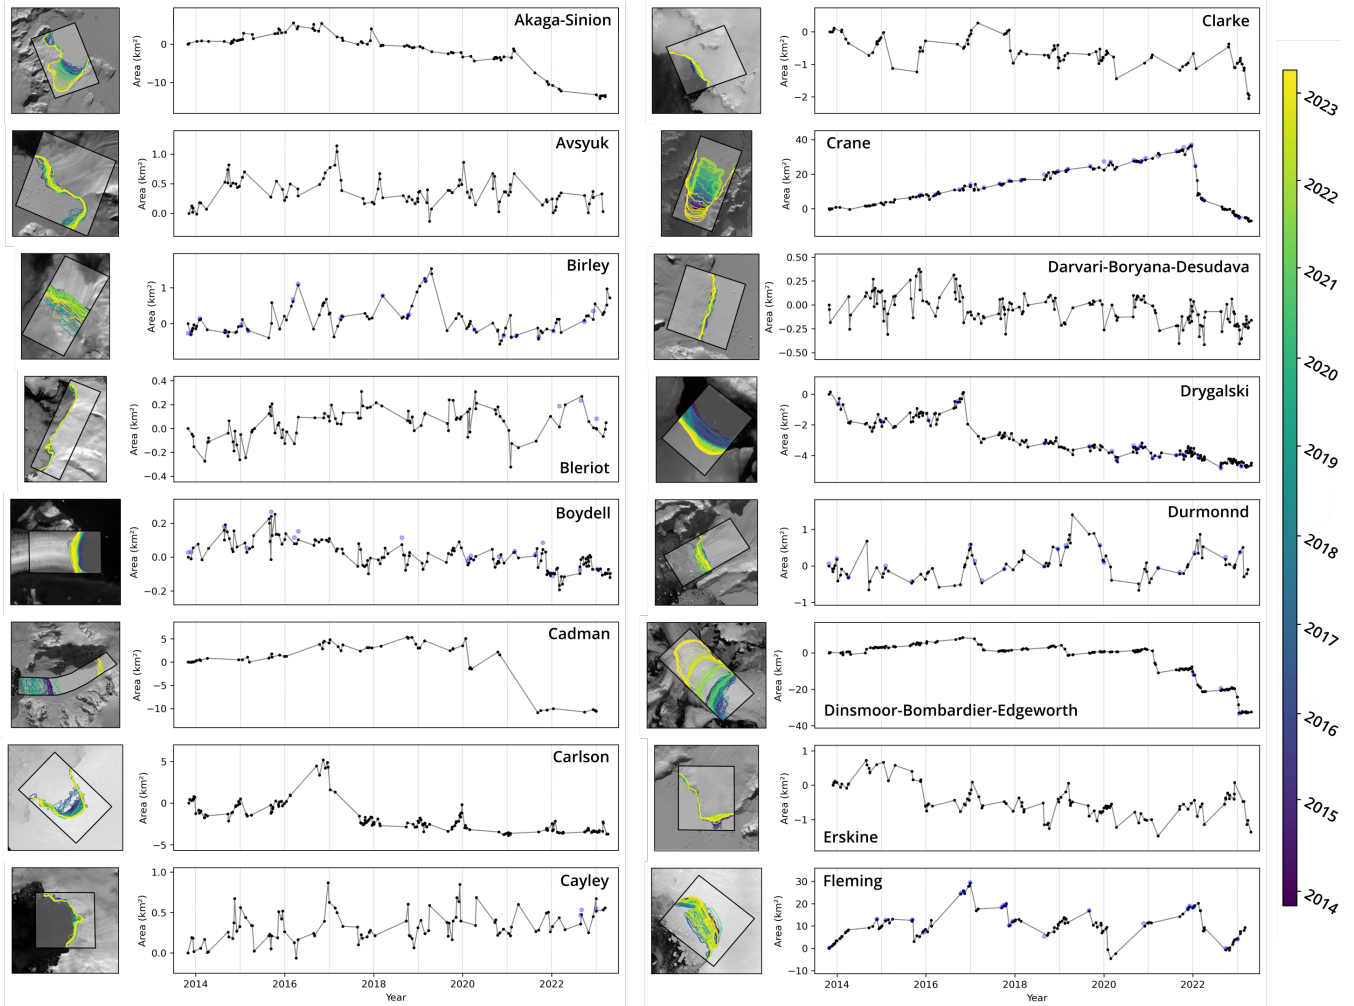 Akaga-Sinion
Area (km²)
0
−10
Clarke
Area (km²)
0
−1
−2
Avsyuk
Area (km²)
1.0
0.5
0.0
Crane
Area (km²)
40
20
0
Birley
Area (km²)
1
0
Darvari-Boryana-Desudava
Area (km²)
0.50
0.25
0.00
−0.25
−0.50
Bleriot
Area (km²)
0.4
0.2
0.0
−0.2
−0.4
Drygalski
Area (km²)
0
−2
−4
Boydell
Area (km²)
0.2
0.0
−0.2
Durmonnd
Area (km²)
1
0
−1
Cadman
Area (km²)
5
0
−5
−10
Dinsmoor-Bombardier-Edgeworth
Area (km²)
0
−20
−40
Carlson
Area (km²)
5
0
−5
Erskine
Area (km²)
1
0
−1
Cayley
Area (km²)
1.0
0.5
0.0
2014
2016
2018
2020
2022
Year
Fleming
Area (km²)
30
20
10
0
−10
2014
2016
2018
2020
2022
Year
2023
2022
2021
2020
2019
2018
2017
2016
2015
2014